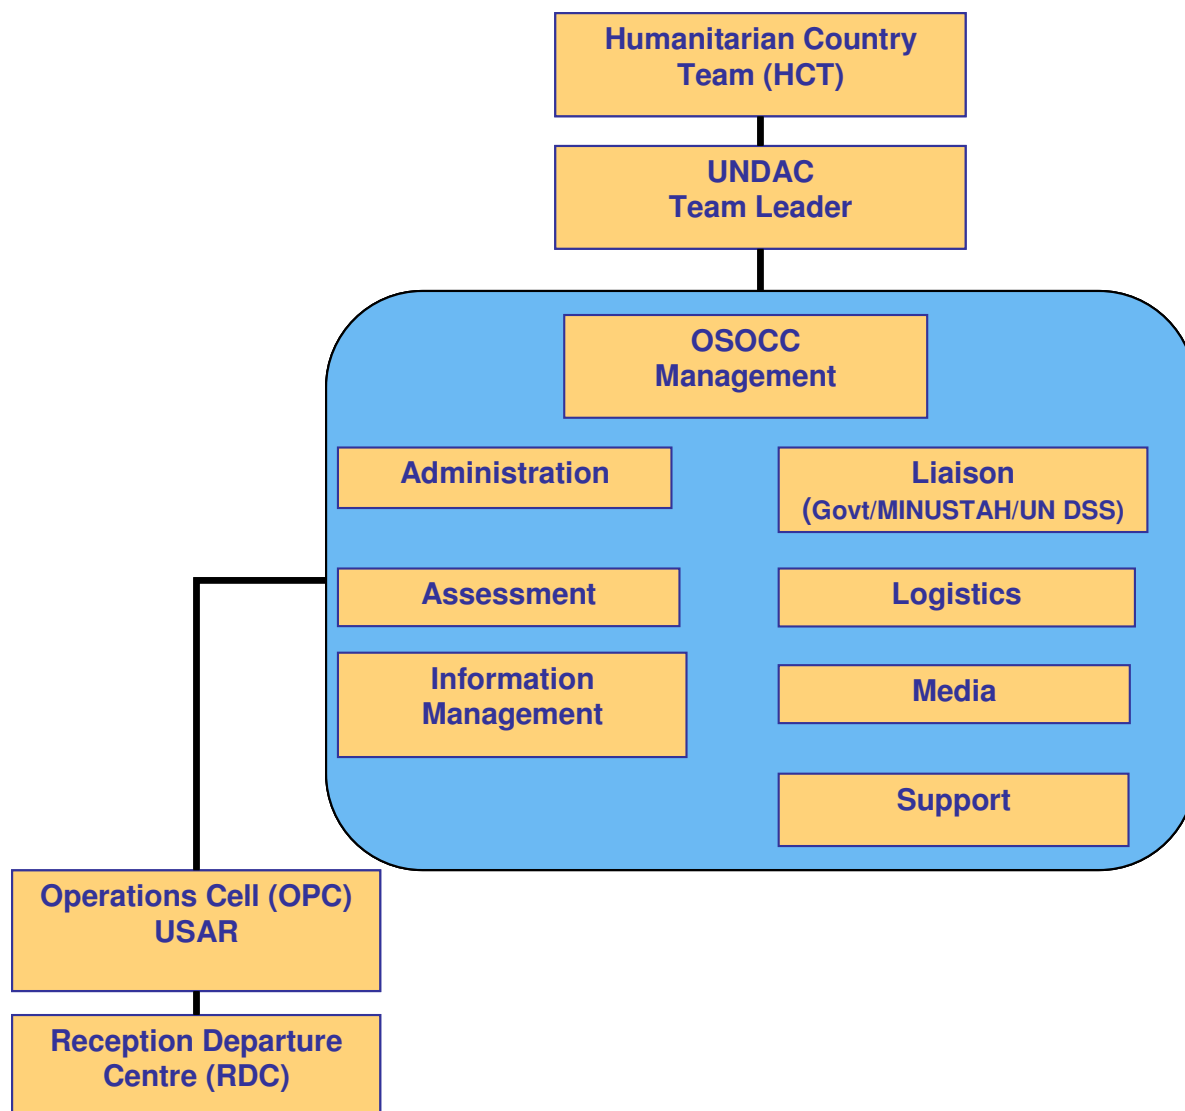 Humanitarian Country
Team (HCT)
UNDAC
Team Leader
OSOCC
Management
Administration
Liaison
(Govt/MINUSTAH/UN DSS)
Assessment
Logistics
Information
Management
Media
Support
Operations Cell (OPC)
USAR
Reception Departure
Centre (RDC)